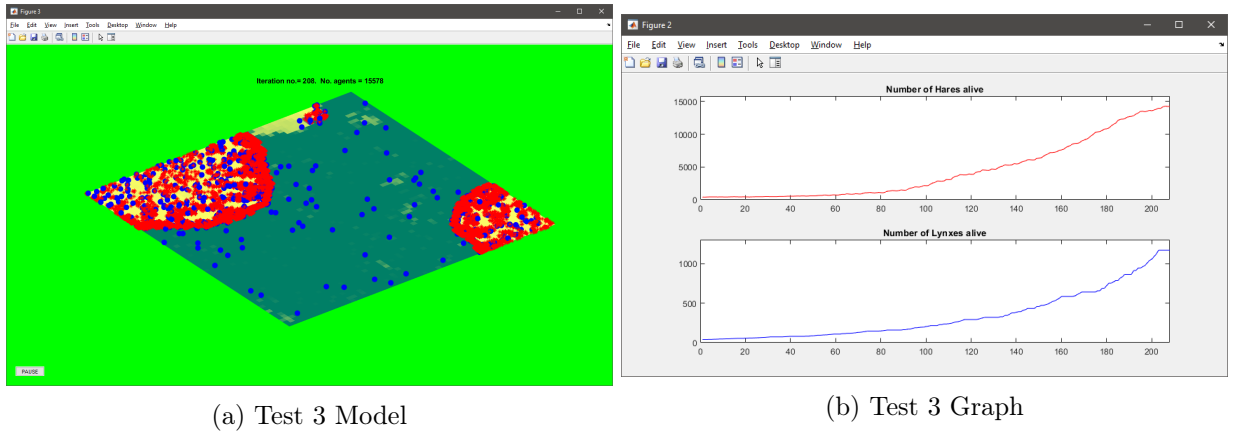 Figure 3
File Edit View Insert Tools Desktop Window Help
Iteration no.= 208. No. agents = 15578
PAUSE
(a) Test 3 Model
Figure 2
File Edit View Insert Tools Desktop Window Help
Number of Hares alive
15000
10000
5000
0
0 20 40 60 80 100 120 140 160 180 200
Number of Lynxes alive
1000
500
0
0 20 40 60 80 100 120 140 160 180 200
(b) Test 3 Graph